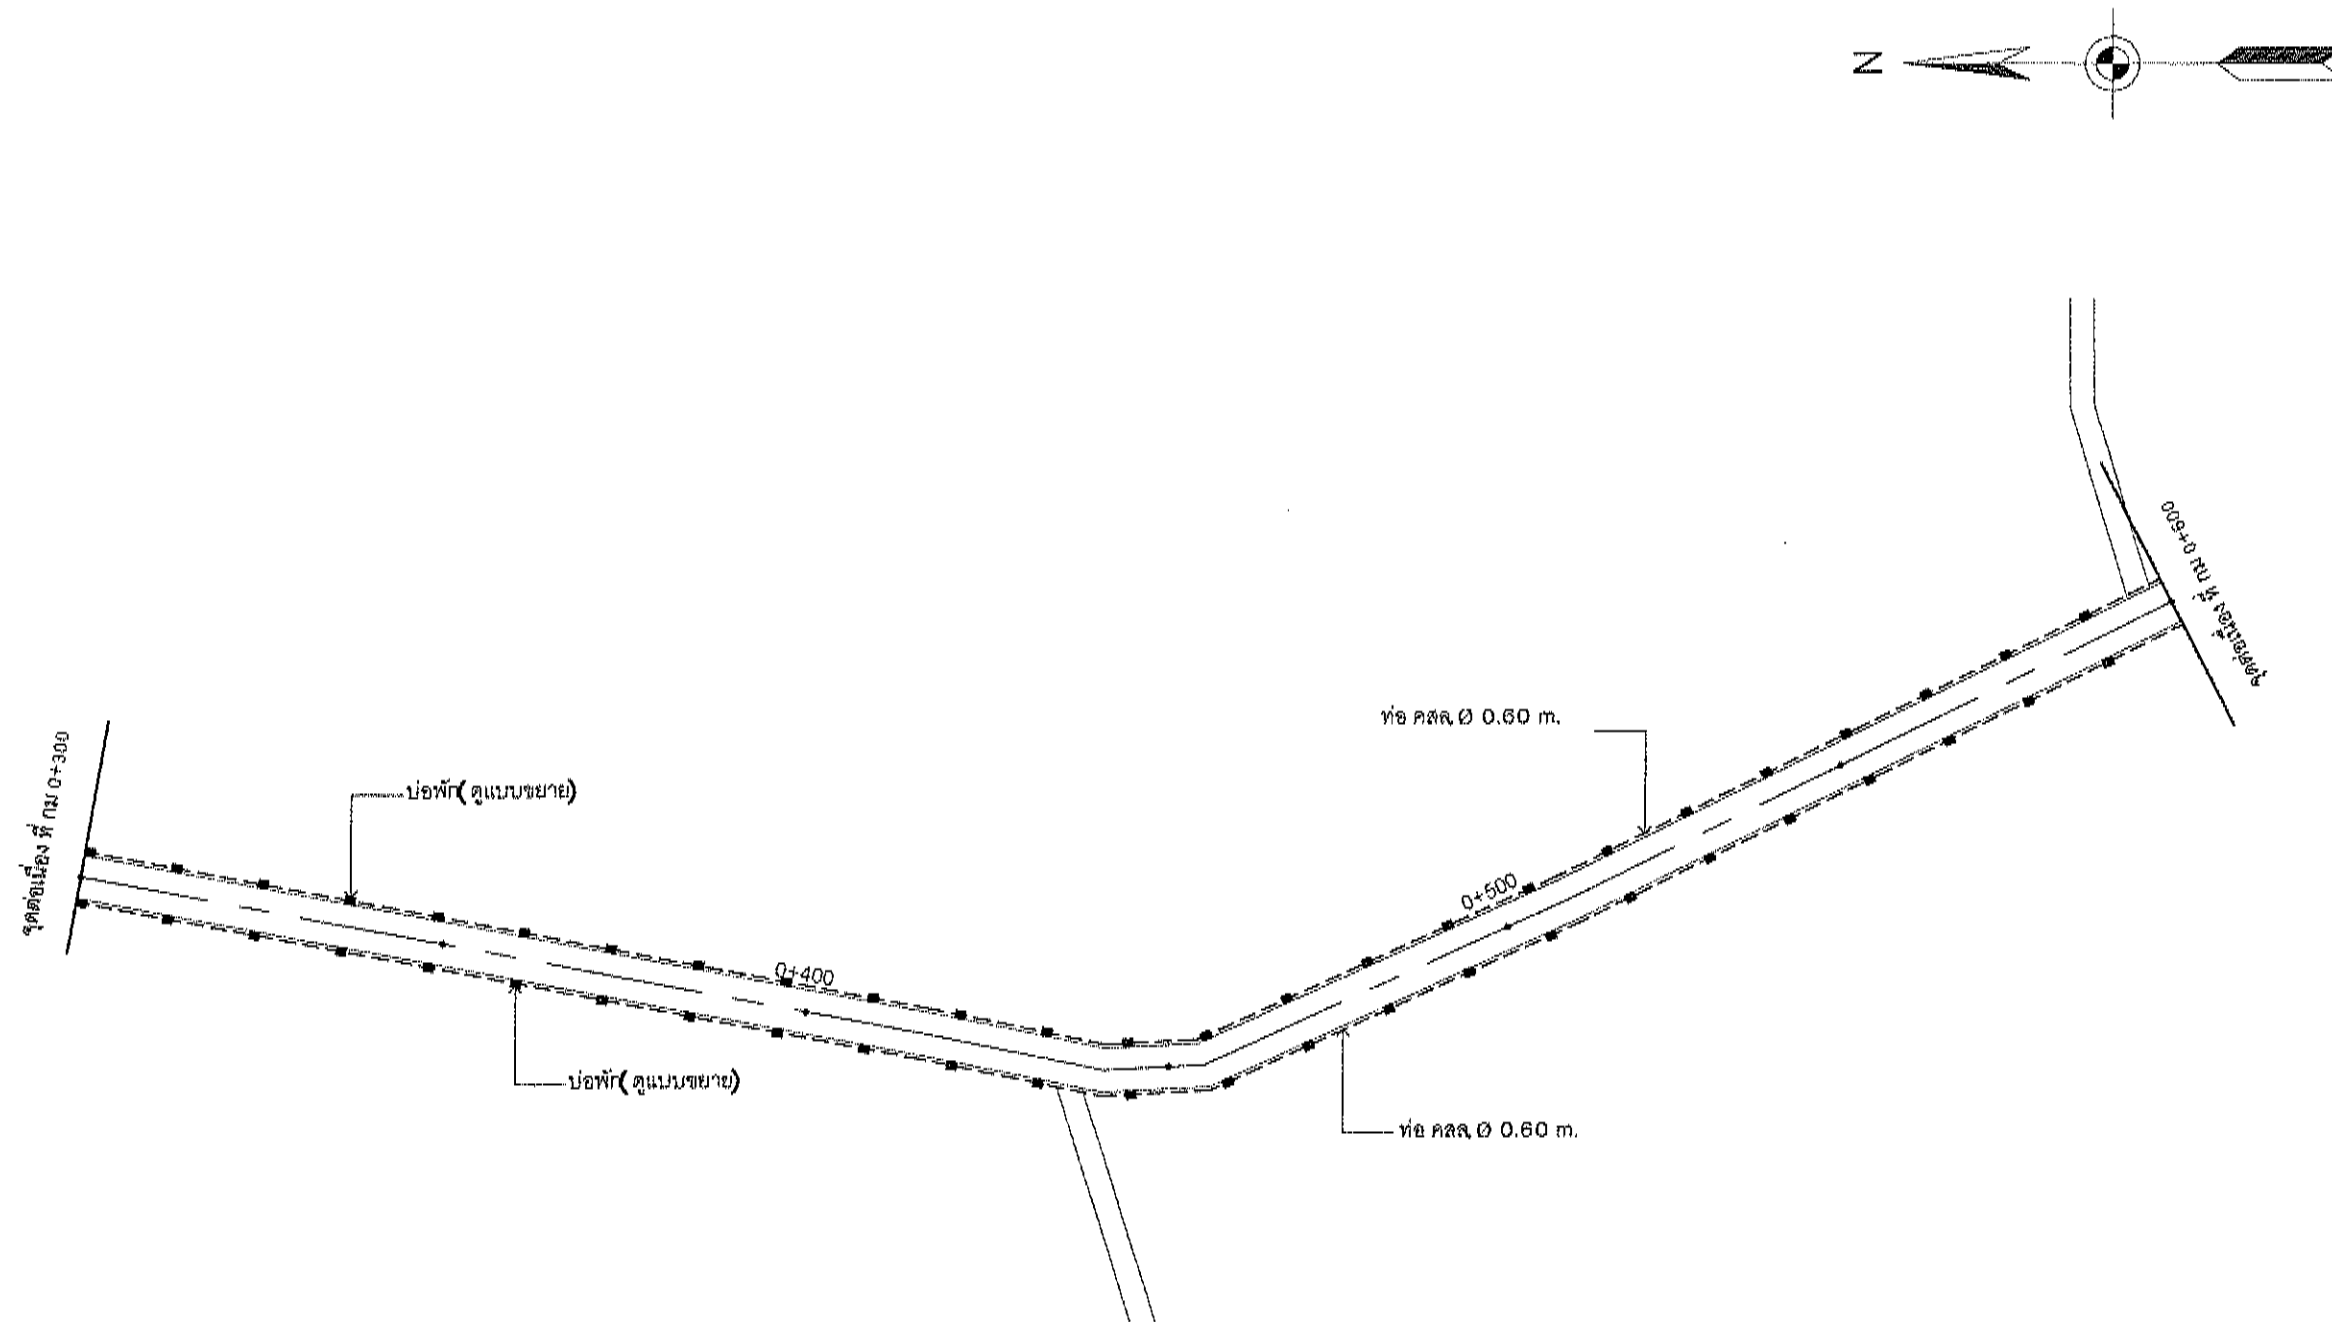 N
จุดต่อเนื่อง ที่ กม 0+600
ท่อ คสล. Ø 0.60 m.
จุดต่อเนื่อง ที่ กม 0+300
บ่อพัก( ดูแบบขยาย)
0+500
0+400
บ่อพัก( ดูแบบขยาย)
ท่อ คสล. Ø 0.60 m.